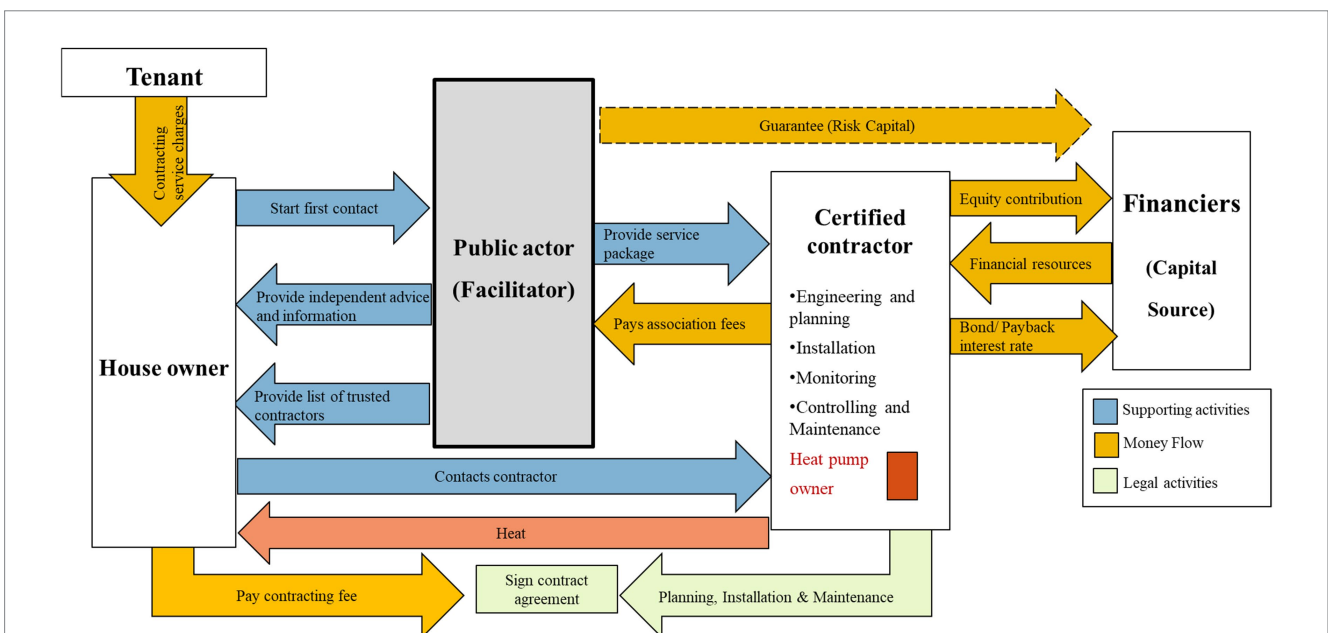 Tenant
Contracting
service charges
Guarantee (Risk Capital)
House owner
Start first contact
Provide independent advice
and information
Provide list of trusted
contractors
Public actor
(Facilitator)
Provide service
package
Pays association fees
Certified
contractor
•Engineering and
planning
•Installation
•Monitoring
•Controlling and
Maintenance
Heat pump
owner
Equity contribution
Financial resources
Bond/ Payback
interest rate
Financiers
(Capital
Source)
Supporting activities
Money Flow
Legal activities
Contacts contractor
Heat
Pay contracting fee
Sign contract
agreement
Planning, Installation & Maintenance